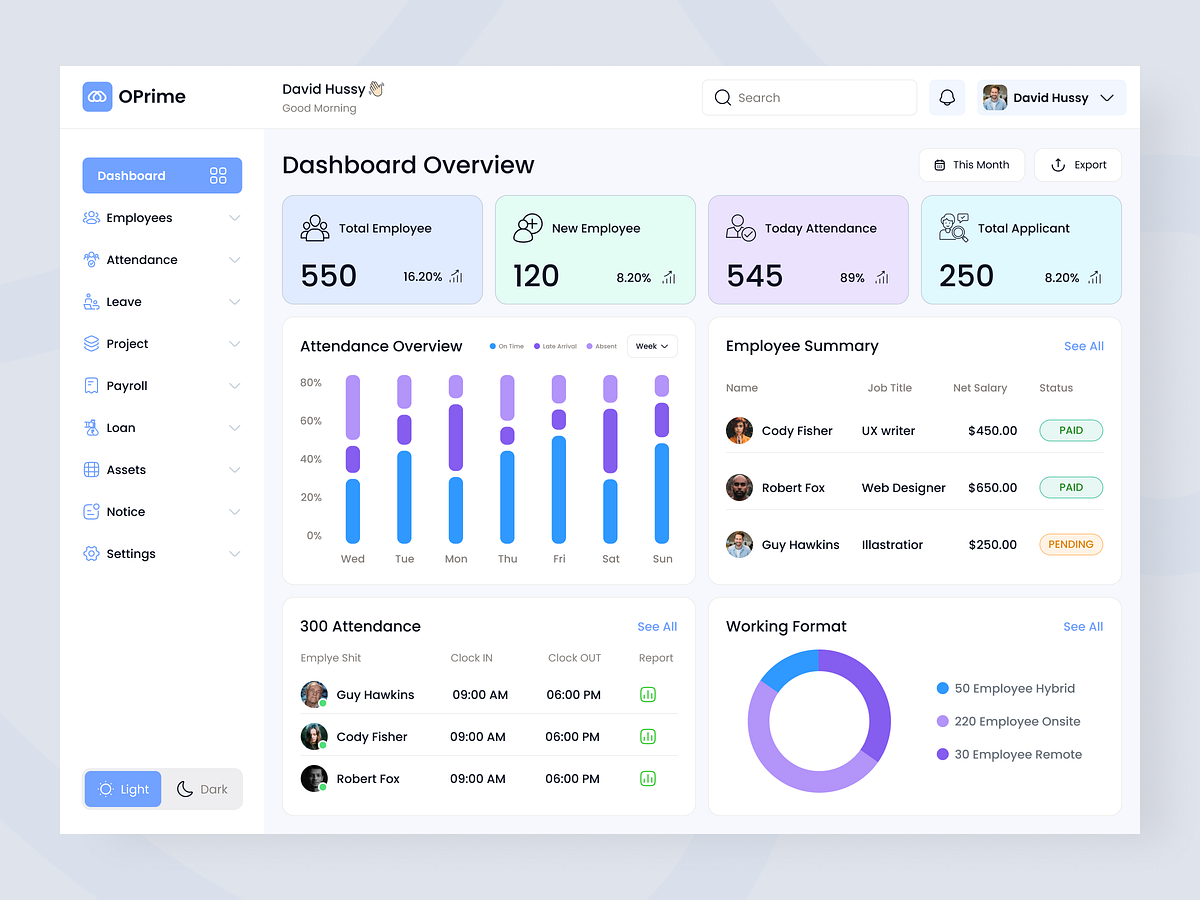 OPrime
David Hussy 👋
Good Morning
Search
David Hussy
Dashboard
Employees
Attendance
Leave
Project
Payroll
Loan
Assets
Notice
Settings
Light
Dark
Dashboard Overview
This Month
Export
Total Employee
550
16.20%
New Employee
120
8.20%
Today Attendance
545
89%
Total Applicant
250
8.20%
Attendance Overview
On Time
Late Arrival
Absent
Week
80%
60%
40%
20%
0%
Wed Tue Mon Thu Fri Sat Sun
Employee Summary
See All
Name Job Title Net Salary Status
Cody Fisher UX writer $450.00 PAID
Robert Fox Web Designer $650.00 PAID
Guy Hawkins Illastratior $250.00 PENDING
300 Attendance
See All
Emplye Shit Clock IN Clock OUT Report
Guy Hawkins 09:00 AM 06:00 PM
Cody Fisher 09:00 AM 06:00 PM
Robert Fox 09:00 AM 06:00 PM
Working Format
See All
50 Employee Hybrid
220 Employee Onsite
30 Employee Remote